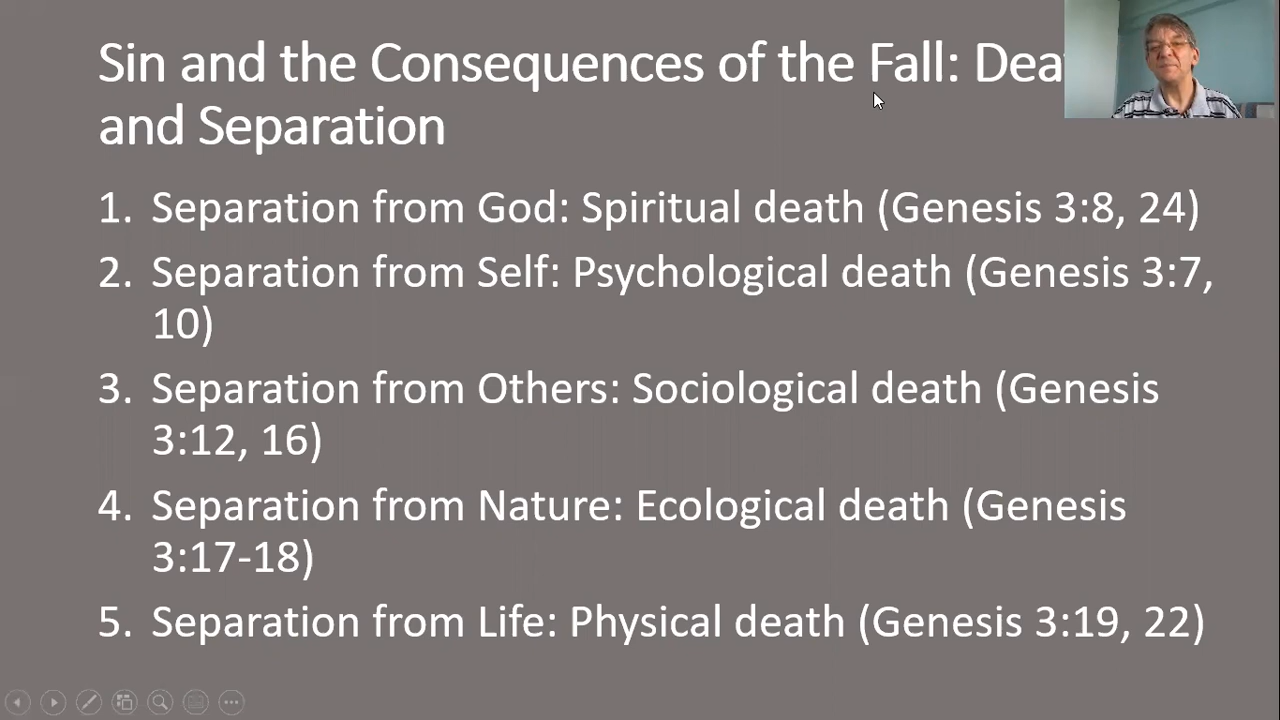 Sin and the Consequences of the Fall:
and Separation
1. Separation from God: Spiritual death (Genesis 3:8, 24)
2. Separation from Self: Psychological death (Genesis 3:7,
10)
3. Separation from Others: Sociological death (Genesis
3:12, 16)
4. Separation from Nature: Ecological death (Genesis
3:17-18)
5. Separation from Life: Physical death (Genesis 3:19, 22)